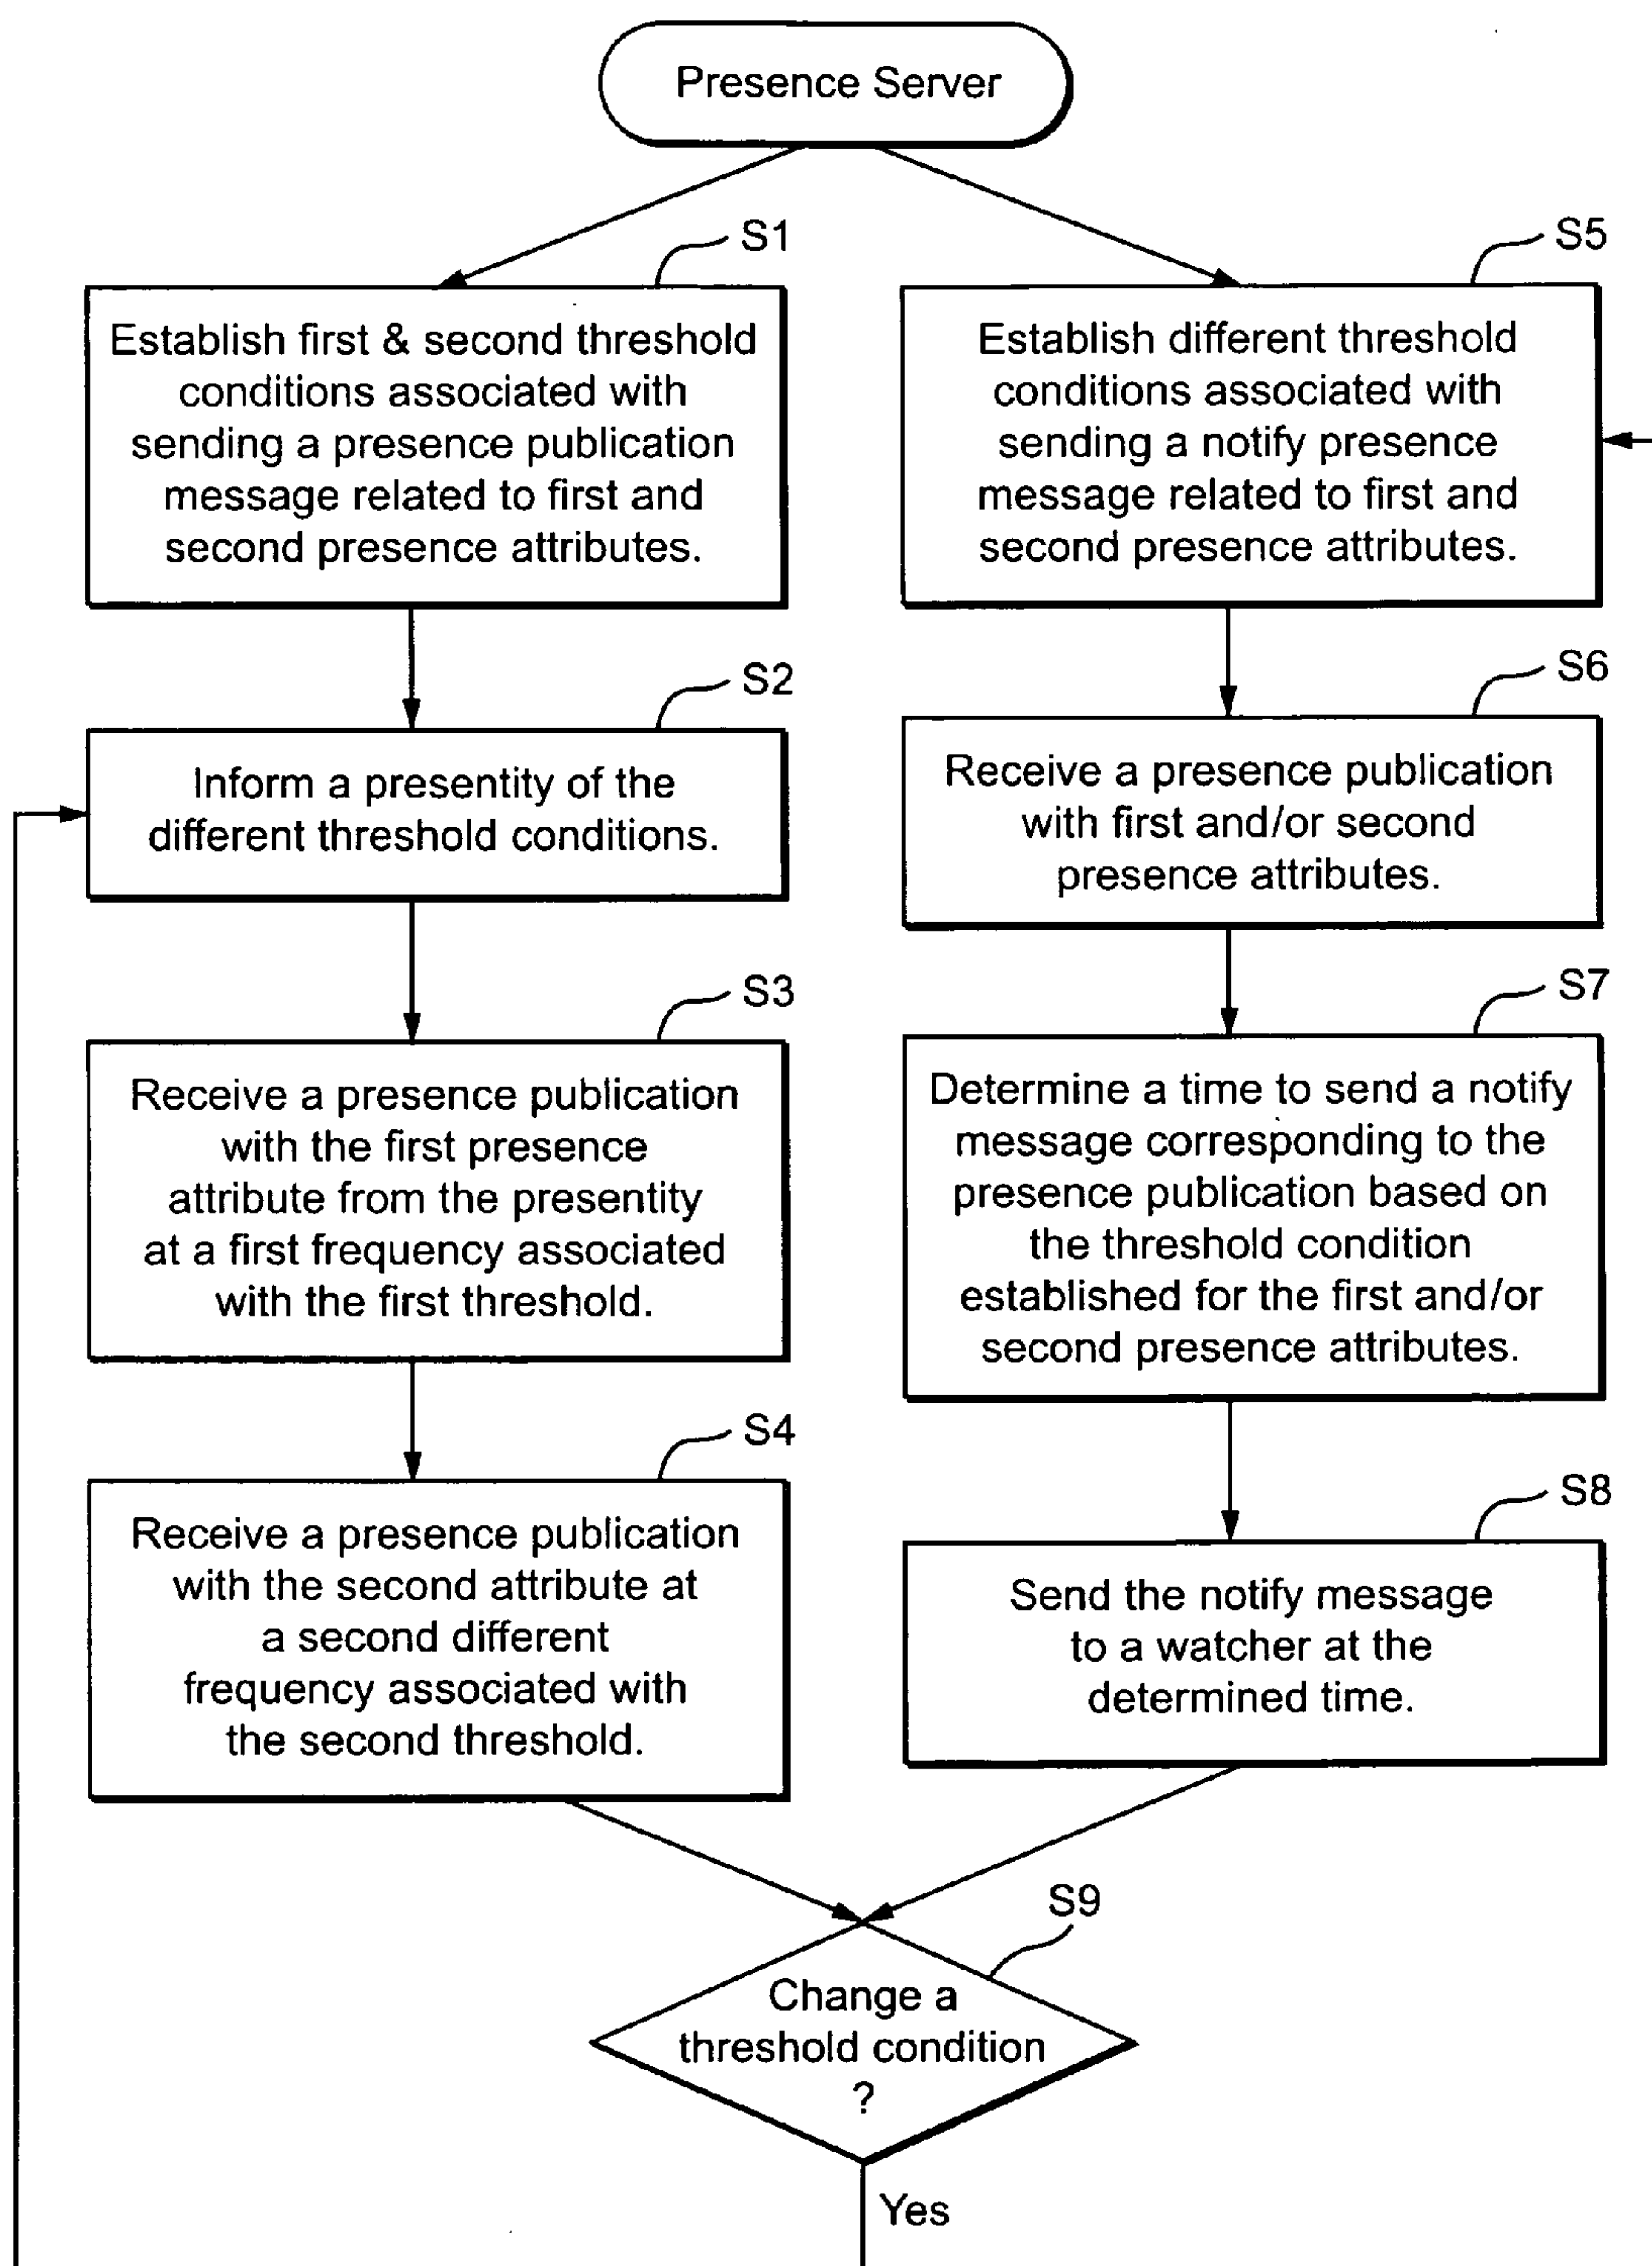 Presence Server
S1
Establish first & second threshold
conditions associated with
sending a presence publication
message related to first and
second presence attributes.
S2
Inform a presentity of the
different threshold conditions.
S3
Receive a presence publication
with the first presence
attribute from the presentity
at a first frequency associated
with the first threshold.
S4
Receive a presence publication
with the second attribute at
a second different
frequency associated with
the second threshold.
S5
Establish different threshold
conditions associated with
sending a notify presence
message related to first and
second presence attributes.
S6
Receive a presence publication
with first and/or second
presence attributes.
S7
Determine a time to send a notify
message corresponding to the
presence publication based on
the threshold condition
established for the first and/or
second presence attributes.
S8
Send the notify message
to a watcher at the
determined time.
S9
Change a
threshold condition
?
Yes